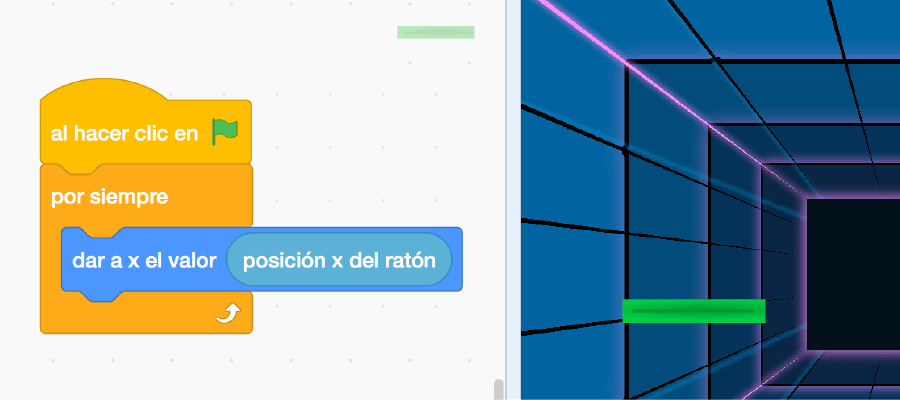 al hacer clic en
por siempre
dar a x el valor posición x del ratón